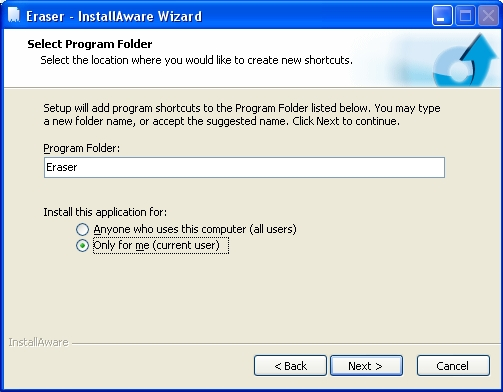 Eraser - InstallAware Wizard
Select Program Folder
Select the location where you would like to create new shortcuts.
Setup will add program shortcuts to the Program Folder listed below. You may type
a new folder name, or accept the suggested name. Click Next to continue.
Program Folder:
Eraser
Install this application for:
Anyone who uses this computer (all users)
Only for me (current user)
InstallAware
< Back
Next >
Cancel